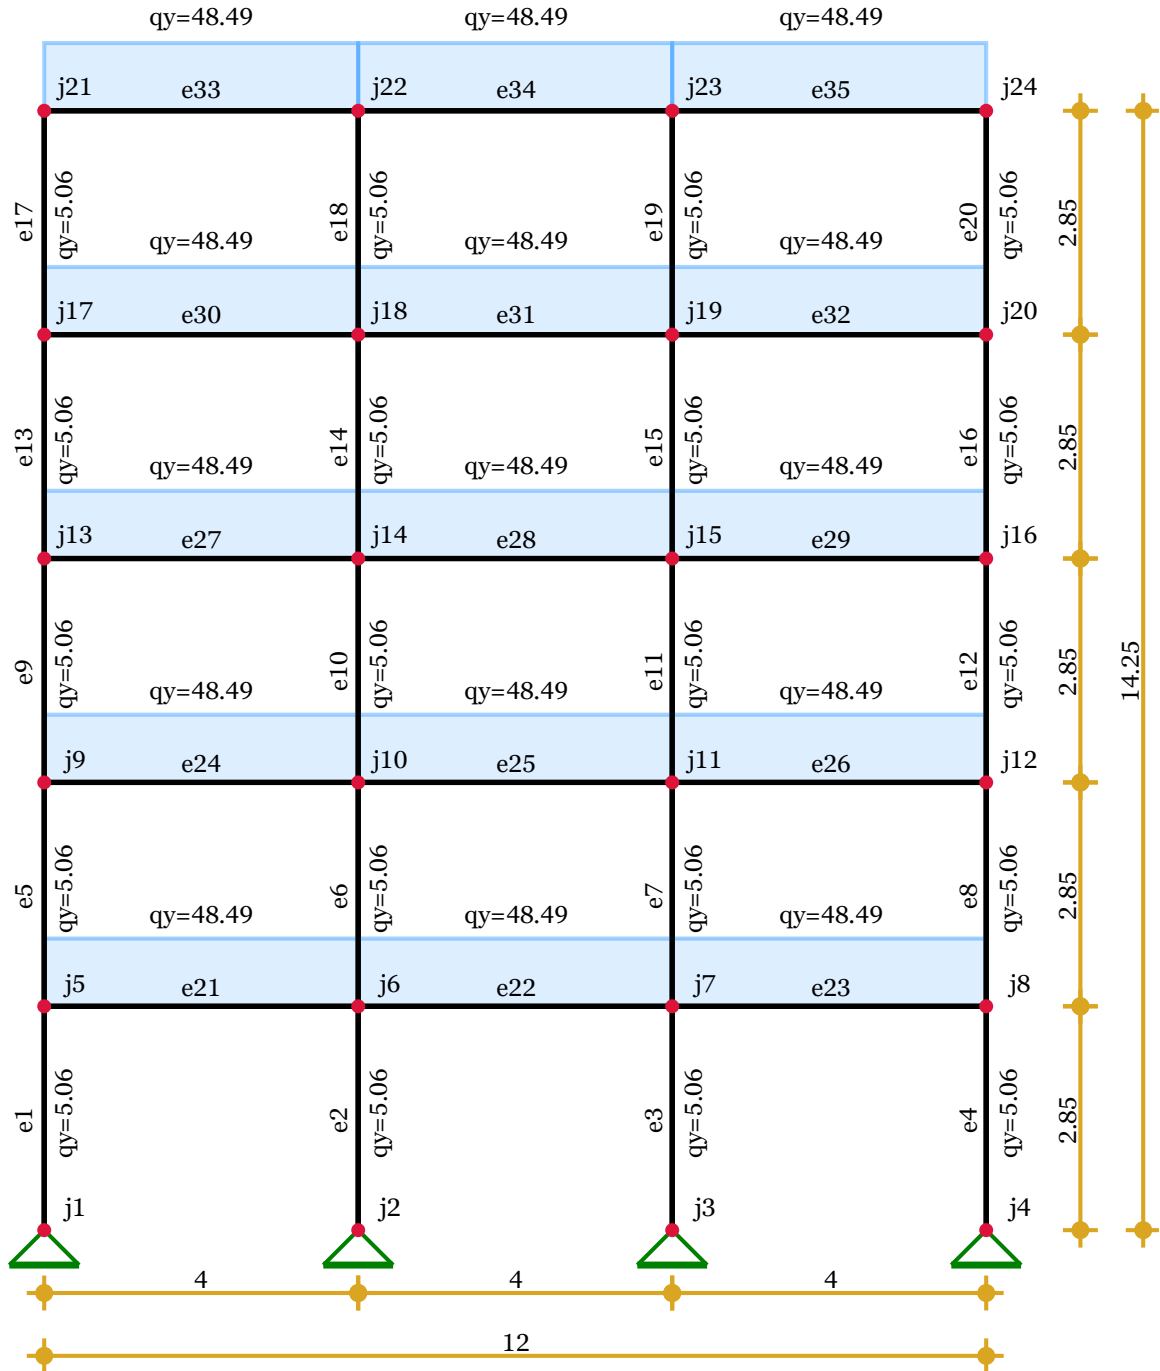 qy=48.49 qy=48.49 qy=48.49
j21 e33 j22 e34 j23 e35 j24
e17 qy=5.06 e18 qy=5.06 e19 qy=5.06 e20 qy=5.06 2.85
qy=48.49 qy=48.49 qy=48.49
j17 e30 j18 e31 j19 e32 j20
e13 qy=5.06 e14 qy=5.06 e15 qy=5.06 e16 qy=5.06 2.85
qy=48.49 qy=48.49 qy=48.49
j13 e27 j14 e28 j15 e29 j16
e9 qy=5.06 e10 qy=5.06 e11 qy=5.06 e12 qy=5.06 2.85 14.25
qy=48.49 qy=48.49 qy=48.49
j9 e24 j10 e25 j11 e26 j12
e5 qy=5.06 e6 qy=5.06 e7 qy=5.06 e8 qy=5.06 2.85
qy=48.49 qy=48.49 qy=48.49
j5 e21 j6 e22 j7 e23 j8
e1 qy=5.06 e2 qy=5.06 e3 qy=5.06 e4 qy=5.06 2.85
j1 j2 j3 j4
4 4 4
12